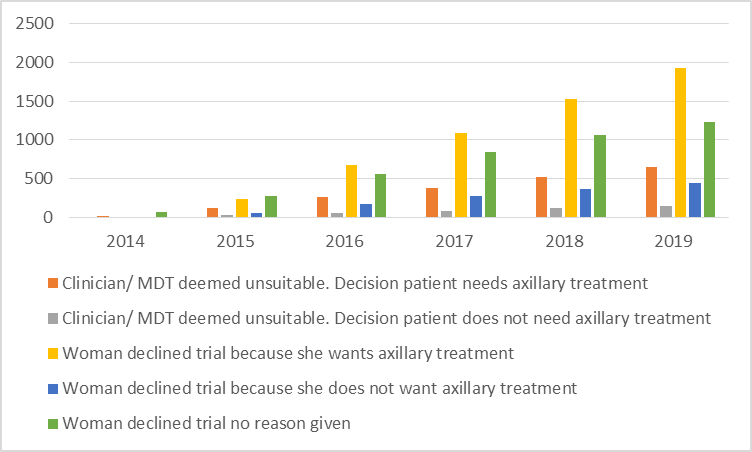 2500
2000
1500
1000
500
0
2014 2015 2016 2017 2018 2019
Clinician/ MDT deemed unsuitable. Decision patient needs axillary treatment
Clinician/ MDT deemed unsuitable. Decision patient does not need axillary treatment
Woman declined trial because she wants axillary treatment
Woman declined trial because she does not want axillary treatment
Woman declined trial no reason given